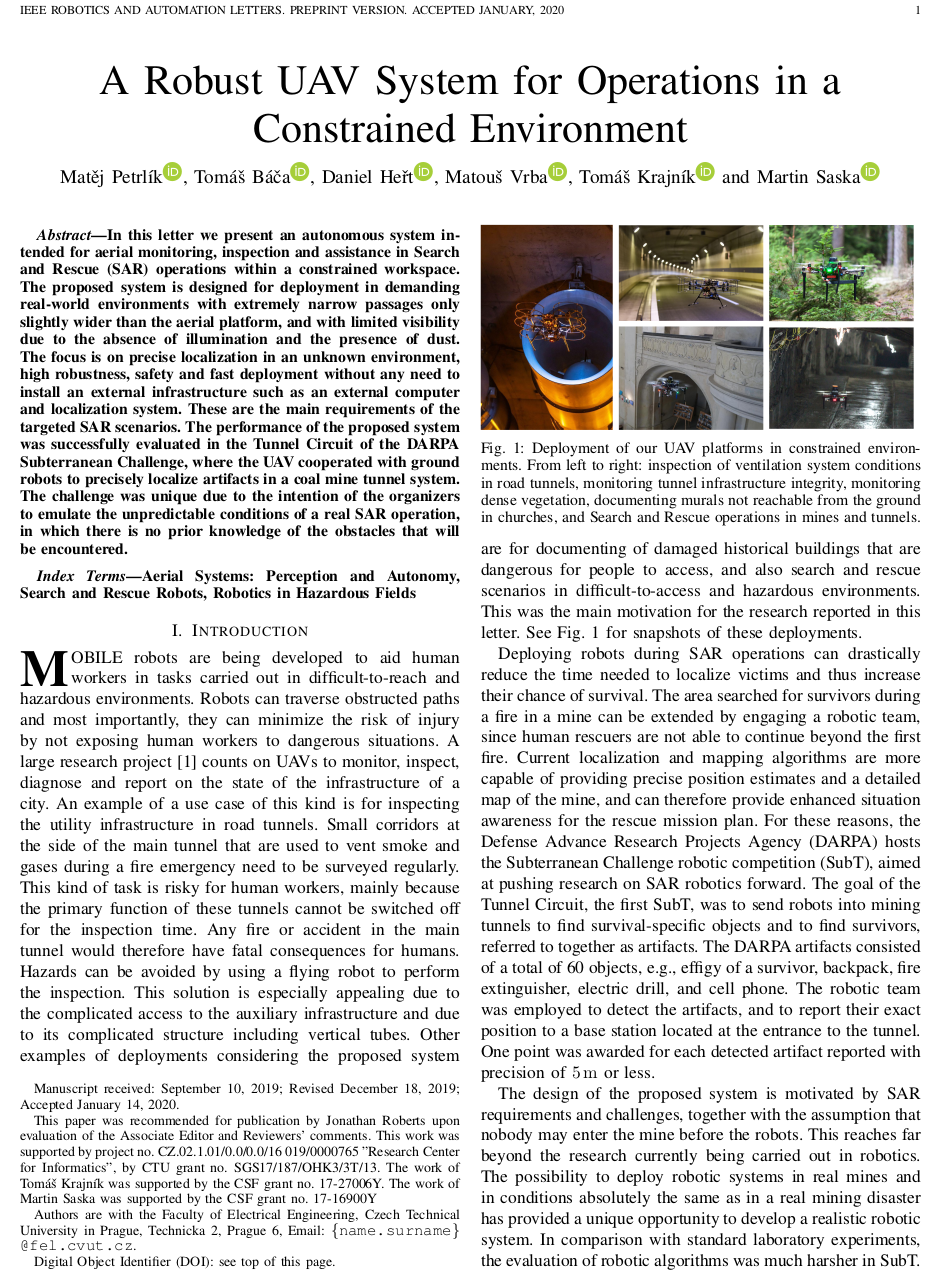 IEEE ROBOTICS AND AUTOMATION LETTERS. PREPRINT VERSION. ACCEPTED JANUARY, 2020
1
A Robust UAV System for Operations in a
Constrained Environment
Matěj Petrlík iD, Tomáš Báča iD, Daniel Heřt iD, Matouš Vrba iD, Tomáš Krajník iD and Martin Saska iD
Abstract—In this letter we present an autonomous system in-
tended for aerial monitoring, inspection and assistance in Search
and Rescue (SAR) operations within a constrained workspace.
The proposed system is designed for deployment in demanding
real-world environments with extremely narrow passages only
slightly wider than the aerial platform, and with limited visibility
due to the absence of illumination and the presence of dust.
The focus is on precise localization in an unknown environment,
high robustness, safety and fast deployment without any need to
install an external infrastructure such as an external computer
and localization system. These are the main requirements of the
targeted SAR scenarios. The performance of the proposed system
was successfully evaluated in the Tunnel Circuit of the DARPA
Subterranean Challenge, where the UAV cooperated with ground
robots to precisely localize artifacts in a coal mine tunnel system.
The challenge was unique due to the intention of the organizers
to emulate the unpredictable conditions of a real SAR operation,
in which there is no prior knowledge of the obstacles that will
be encountered.
Index Terms—Aerial Systems: Perception and Autonomy,
Search and Rescue Robots, Robotics in Hazardous Fields
I. INTRODUCTION
MOBILE robots are being developed to aid human
workers in tasks carried out in difficult-to-reach and
hazardous environments. Robots can traverse obstructed paths
and most importantly, they can minimize the risk of injury
by not exposing human workers to dangerous situations. A
large research project [1] counts on UAVs to monitor, inspect,
diagnose and report on the state of the infrastructure of a
city. An example of a use case of this kind is for inspecting
the utility infrastructure in road tunnels. Small corridors at
the side of the main tunnel that are used to vent smoke and
gases during a fire emergency need to be surveyed regularly.
This kind of task is risky for human workers, mainly because
the primary function of these tunnels cannot be switched off
for the inspection time. Any fire or accident in the main
tunnel would therefore have fatal consequences for humans.
Hazards can be avoided by using a flying robot to perform
the inspection. This solution is especially appealing due to
the complicated access to the auxiliary infrastructure and due
to its complicated structure including vertical tubes. Other
examples of deployments considering the proposed system
Manuscript received: September 10, 2019; Revised December 18, 2019;
Accepted January 14, 2020.
This paper was recommended for publication by Jonathan Roberts upon
evaluation of the Associate Editor and Reviewers' comments. This work was
supported by project no. CZ.02.1.01/0.0/0.0/16 019/0000765 ”Research Center
for Informatics”, by CTU grant no. SGS17/187/OHK3/3T/13. The work of
Tomáš Krajník was supported by the CSF grant no. 17-27006Y. The work of
Martin Saska was supported by the CSF grant no. 17-16900Y
Authors are with the Faculty of Electrical Engineering, Czech Technical
University in Prague, Technicka 2, Prague 6, Email: {name.surname}
@fel.cvut.cz.
Digital Object Identifier (DOI): see top of this page.
Fig. 1: Deployment of our UAV platforms in constrained environ-
ments. From left to right: inspection of ventilation system conditions
in road tunnels, monitoring tunnel infrastructure integrity, monitoring
dense vegetation, documenting murals not reachable from the ground
in churches, and Search and Rescue operations in mines and tunnels.
are for documenting of damaged historical buildings that are
dangerous for people to access, and also search and rescue
scenarios in difficult-to-access and hazardous environments.
This was the main motivation for the research reported in this
letter. See Fig. 1 for snapshots of these deployments.
Deploying robots during SAR operations can drastically
reduce the time needed to localize victims and thus increase
their chance of survival. The area searched for survivors during
a fire in a mine can be extended by engaging a robotic team,
since human rescuers are not able to continue beyond the first
fire. Current localization and mapping algorithms are more
capable of providing precise position estimates and a detailed
map of the mine, and can therefore provide enhanced situation
awareness for the rescue mission plan. For these reasons, the
Defense Advance Research Projects Agency (DARPA) hosts
the Subterranean Challenge robotic competition (SubT), aimed
at pushing research on SAR robotics forward. The goal of the
Tunnel Circuit, the first SubT, was to send robots into mining
tunnels to find survival-specific objects and to find survivors,
referred to together as artifacts. The DARPA artifacts consisted
of a total of 60 objects, e.g., effigy of a survivor, backpack, fire
extinguisher, electric drill, and cell phone. The robotic team
was employed to detect the artifacts, and to report their exact
position to a base station located at the entrance to the tunnel.
One point was awarded for each detected artifact reported with
precision of 5 m or less.
The design of the proposed system is motivated by SAR
requirements and challenges, together with the assumption that
nobody may enter the mine before the robots. This reaches far
beyond the research currently being carried out in robotics.
The possibility to deploy robotic systems in real mines and
in conditions absolutely the same as in a real mining disaster
has provided a unique opportunity to develop a realistic robotic
system. In comparison with standard laboratory experiments,
the evaluation of robotic algorithms was much harsher in SubT.